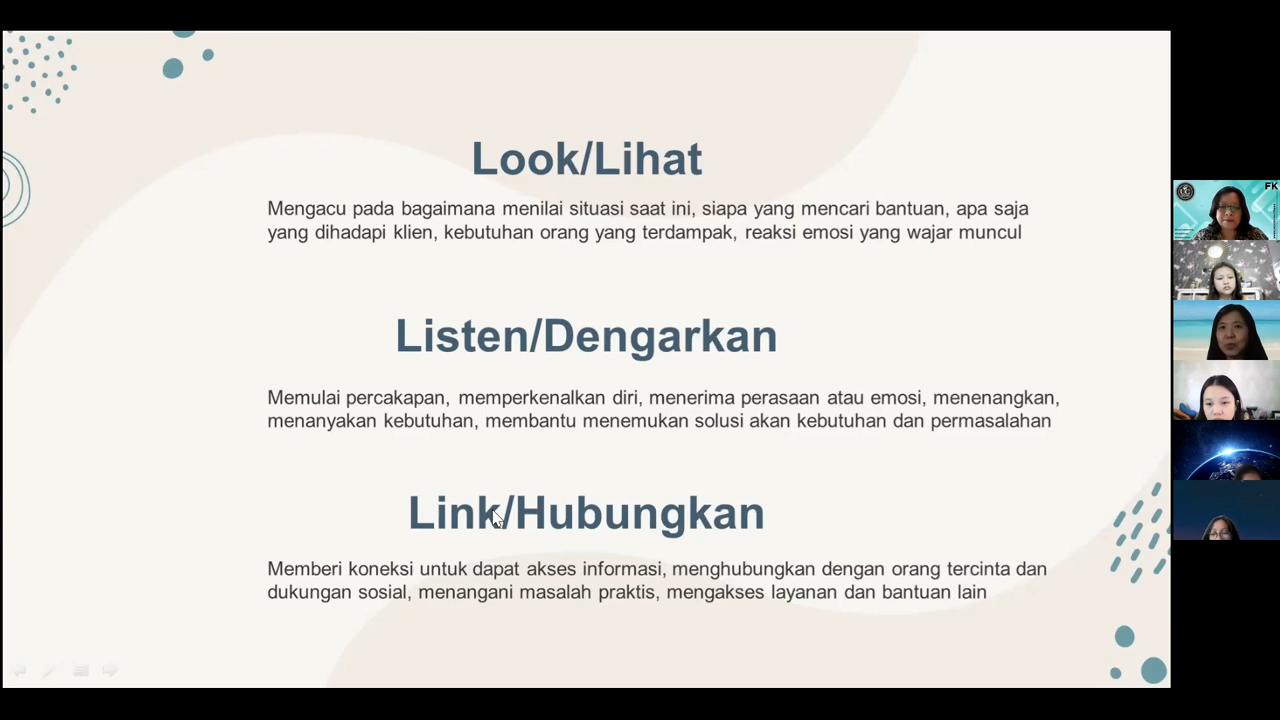 Look/Lihat
Mengacu pada bagaimana menilai situasi saat ini, siapa yang mencari bantuan, apa saja
yang dihadapi klien, kebutuhan orang yang terdampak, reaksi emosi yang wajar muncul
Listen/Dengarkan
Memulai percakapan, memperkenalkan diri, menerima perasaan atau emosi, menenangkan,
menanyakan kebutuhan, membantu menemukan solusi akan kebutuhan dan permasalahan
Link/Hubungkan
Memberi koneksi untuk dapat akses informasi, menghubungkan dengan orang tercinta dan
dukungan sosial, menangani masalah praktis, mengakses layanan dan bantuan lain
FK